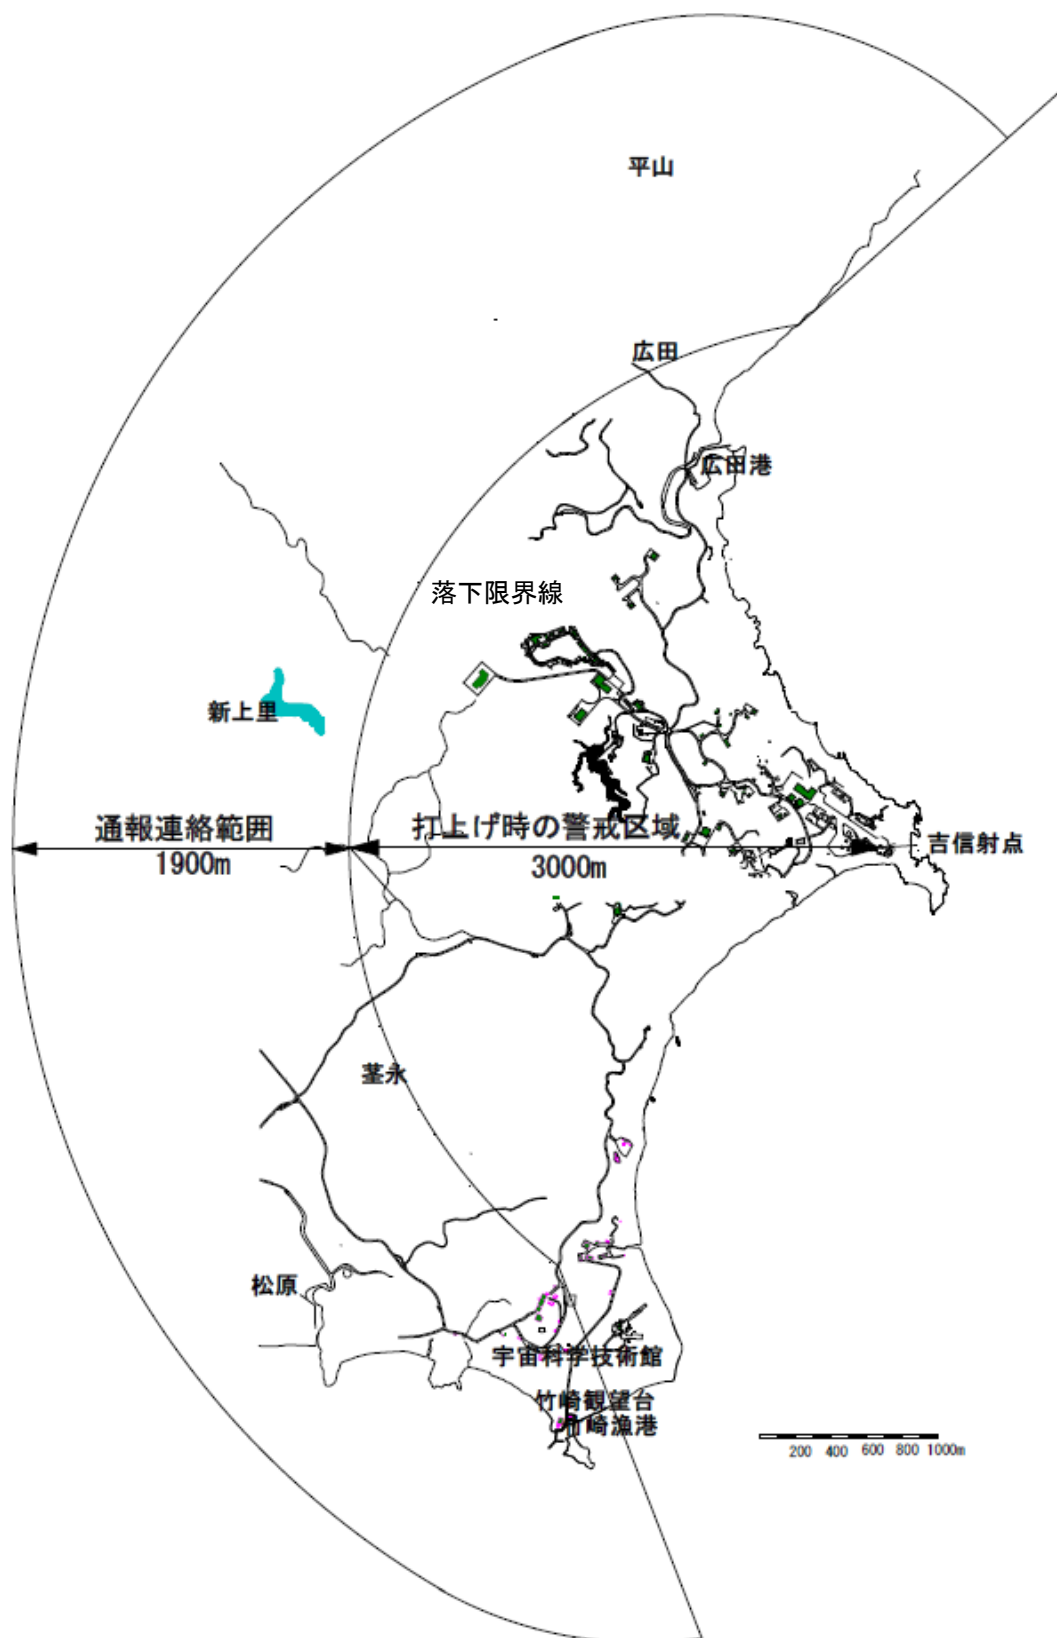 平山
広田
広田港
落下限界線
新上里
通報連絡範囲
1900m
打上げ時の警戒区域
3000m
吉信射点
茎永
松原
宇宙科学技術館
竹崎観望台
竹崎漁港
200 400 600 800 1000m